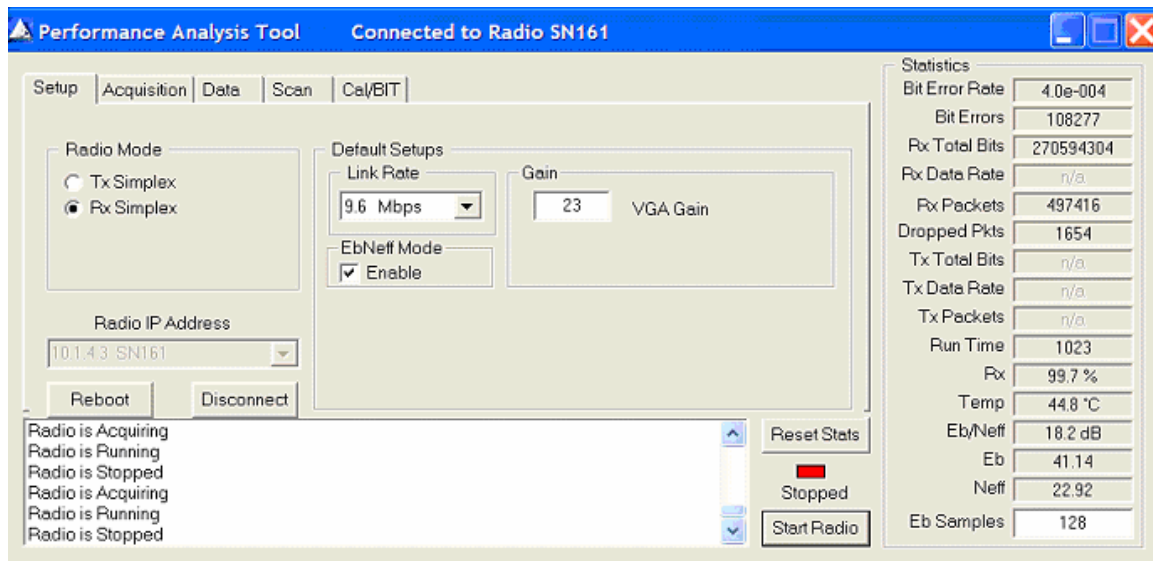 Performance Analysis Tool Connected to Radio SN161
Setup Acquisition Data Scan Cal/BIT
Radio Mode
Tx Simplex
Rx Simplex
Default Setups
Link Rate
9.6 Mbps
EbNeff Mode
Enable
Gain
23 VGA Gain
Radio IP Address
10.1.4.3 SN161
Reboot Disconnect
Radio is Acquiring
Radio is Running
Radio is Stopped
Radio is Acquiring
Radio is Running
Radio is Stopped
Reset Stats
Stopped
Start Radio
Statistics
Bit Error Rate 4.0e-004
Bit Errors 108277
Rx Total Bits 270594304
Rx Data Rate n/a
Rx Packets 497416
Dropped Pkts 1654
Tx Total Bits n/a
Tx Data Rate n/a
Tx Packets n/a
Run Time 1023
Rx 99.7 %
Temp 44.8 °C
Eb/Neff 18.2 dB
Eb 41.14
Neff 22.92
Eb Samples 128